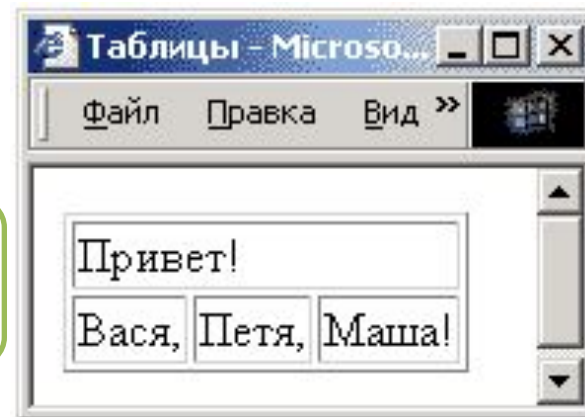 Таблицы - Microso...
Файл Правка Вид »
Привет!
Вася, Петя, Маша!